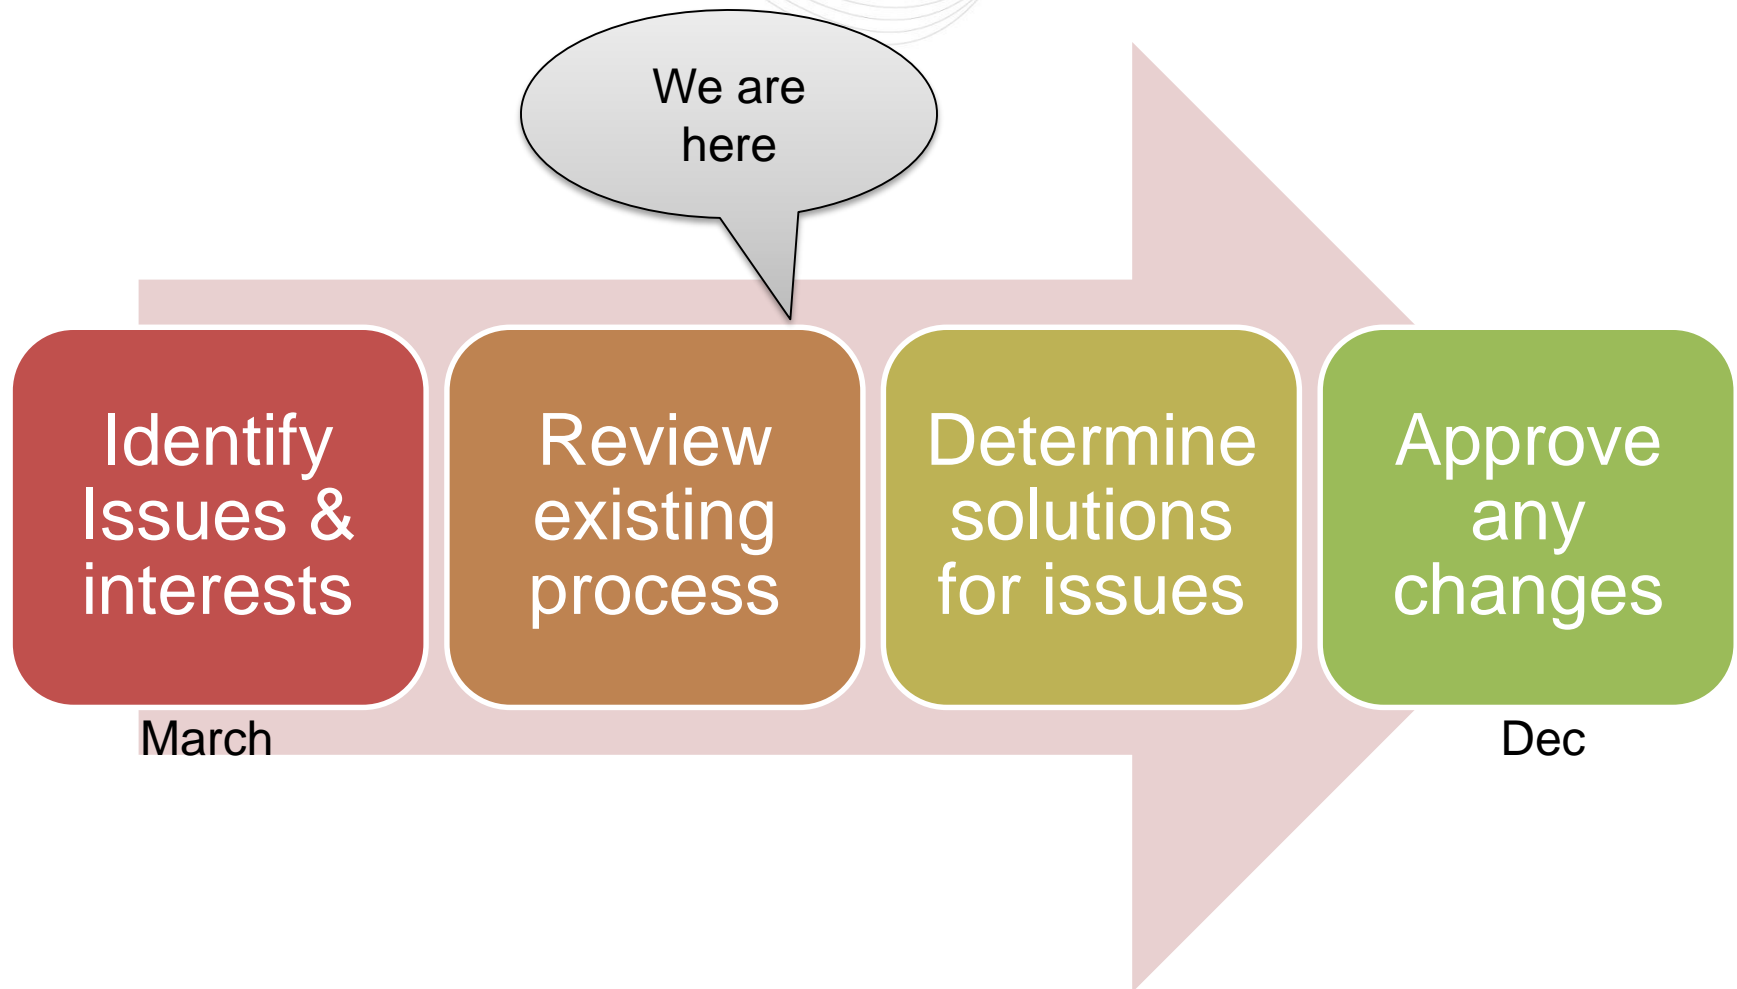 We are
here
Identify
Issues &
interests
Review
existing
process
Determine
solutions
for issues
Approve
any
changes
March
Dec